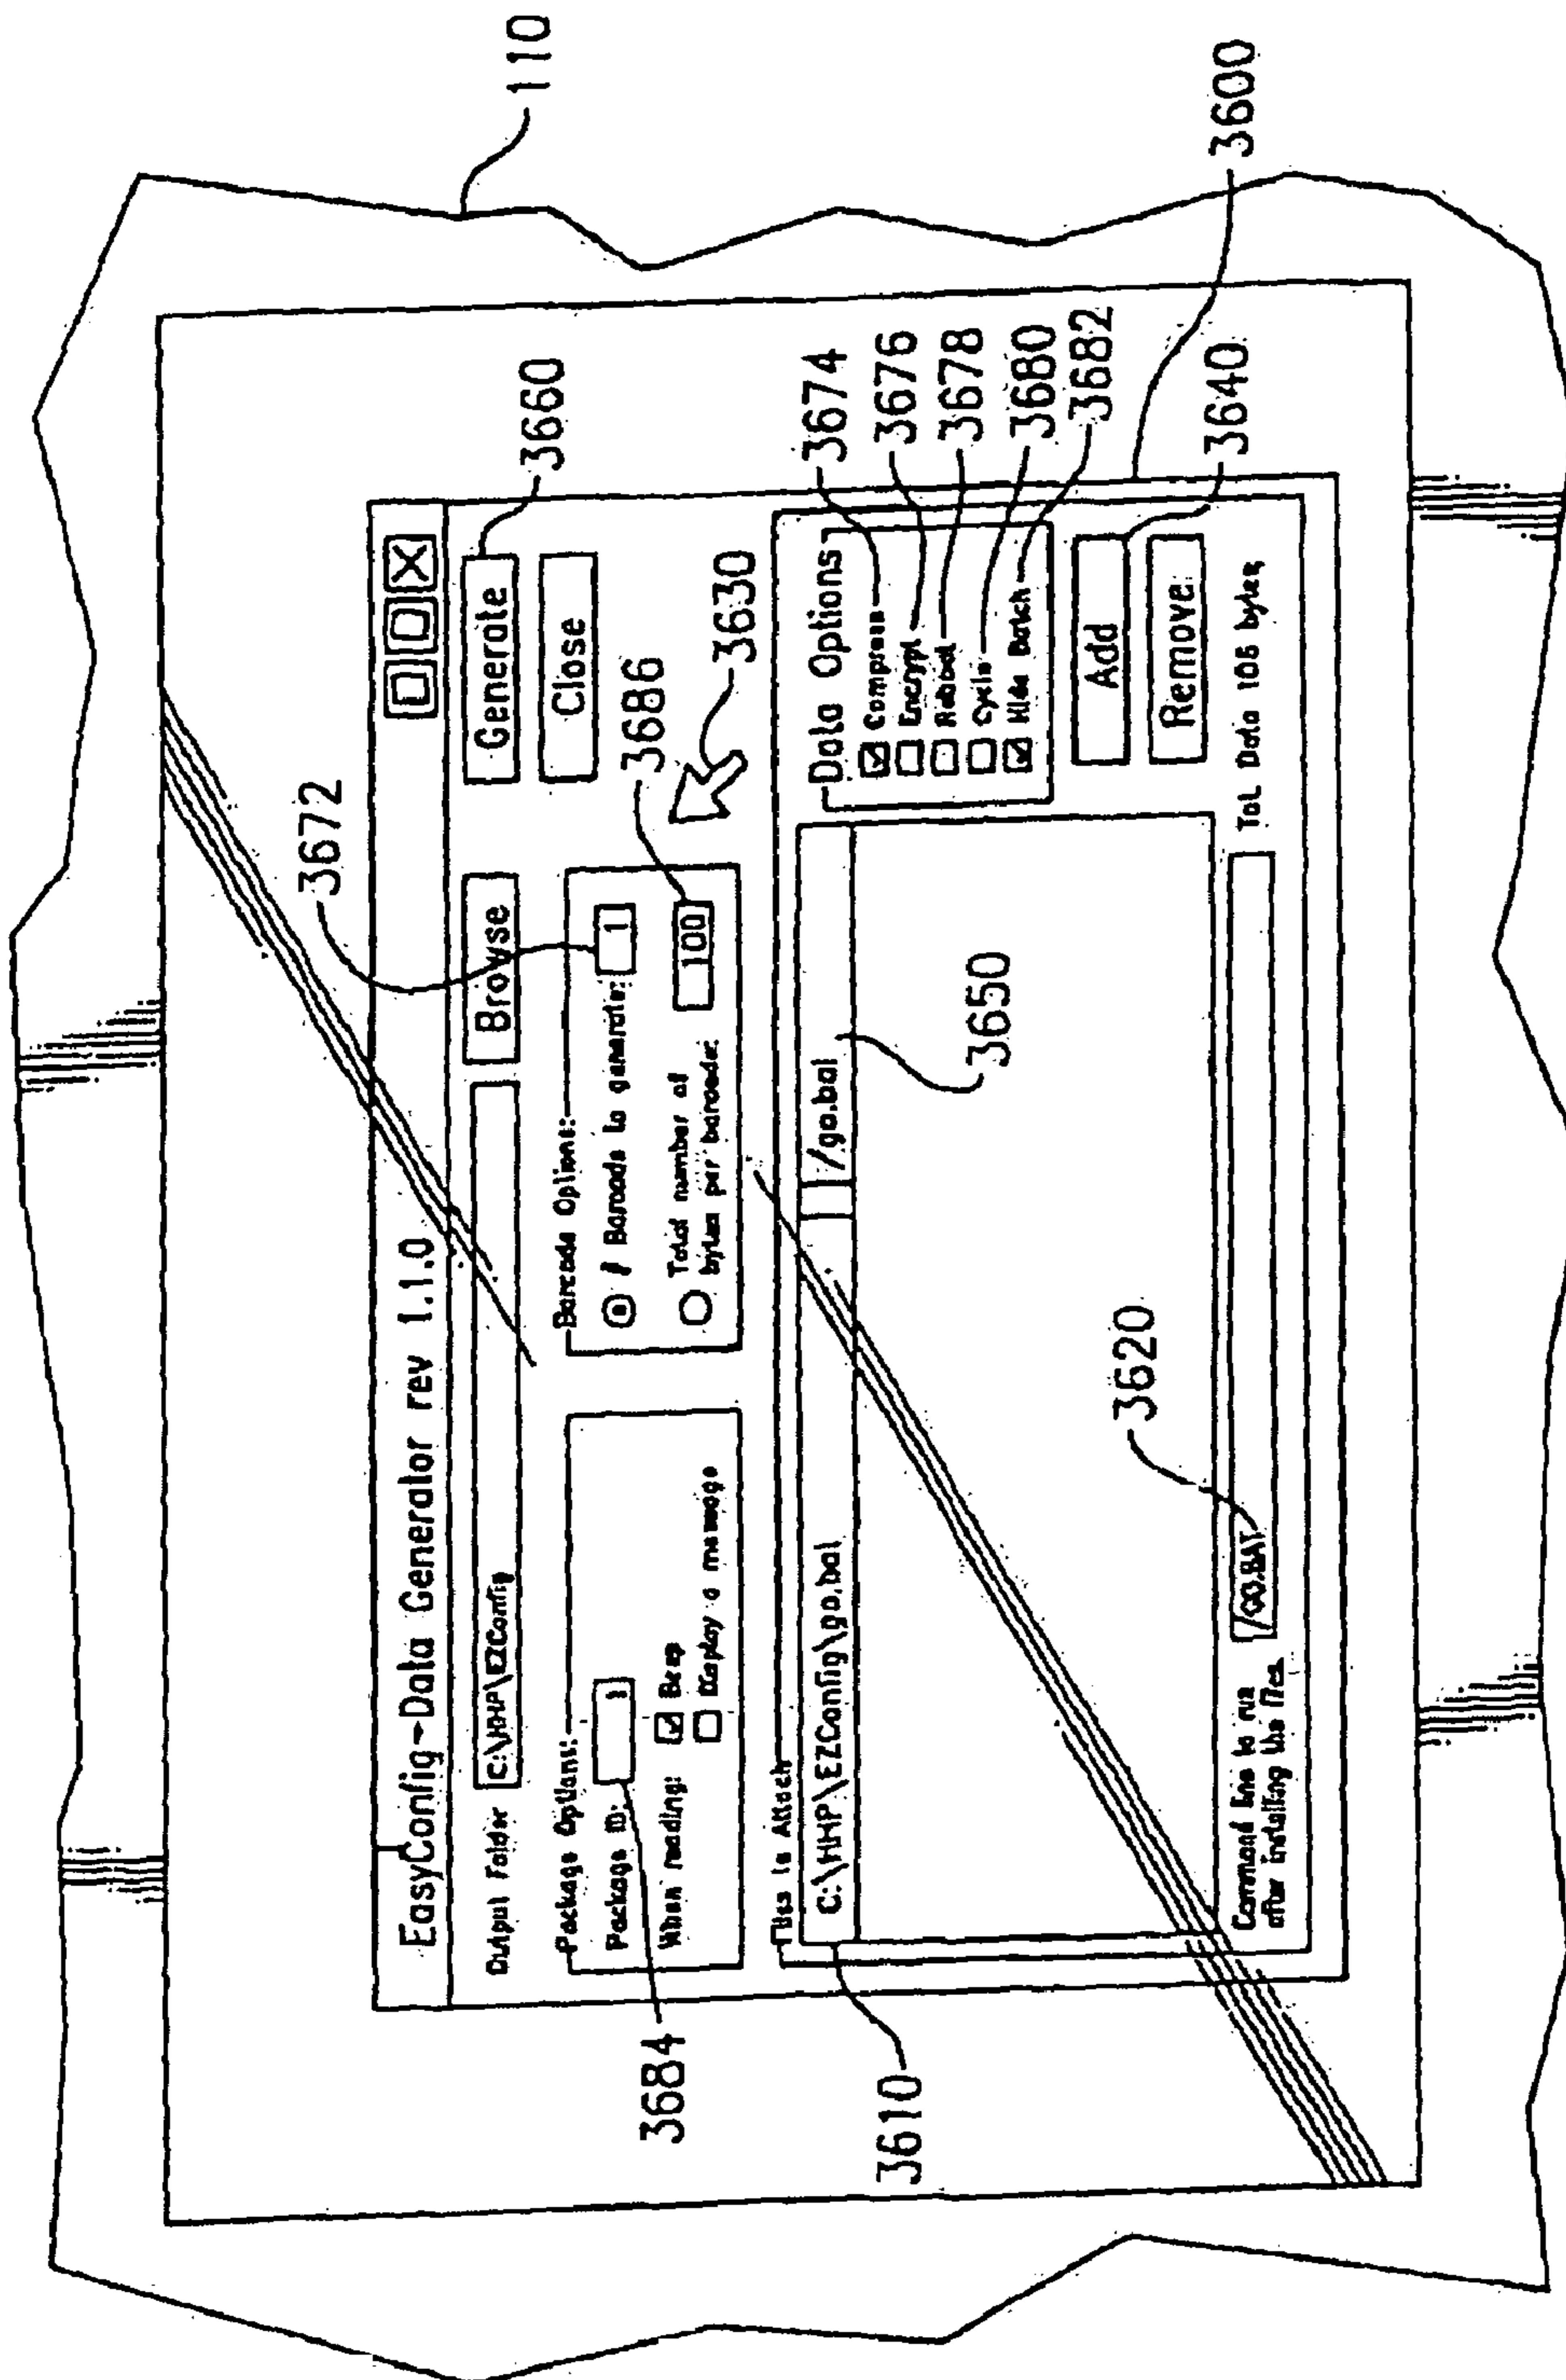 110
3672
EasyConfig-Data Generator rev 1.1.0
Output Folder C:\HHP\EZConfig Browse Generate 3660
Close
Package Options: Barcode Options:
Package ID: 1 # Barcode to generate: 1
When reading: Beep Total number of 100 3686
Display a message bytes per barcode:
3630
3684
Files to Attach
C:\HHP\EZConfig\go.bat /go.bat
Data Options
Compress 3674
Encrypt 3676
Reboot 3678
Cycle 3680
Hide Batch 3682
3610
3650
Add 3640
Remove
3620
Command line to run /GO.BAT Tot. Data 106 bytes
after installing the files
3600